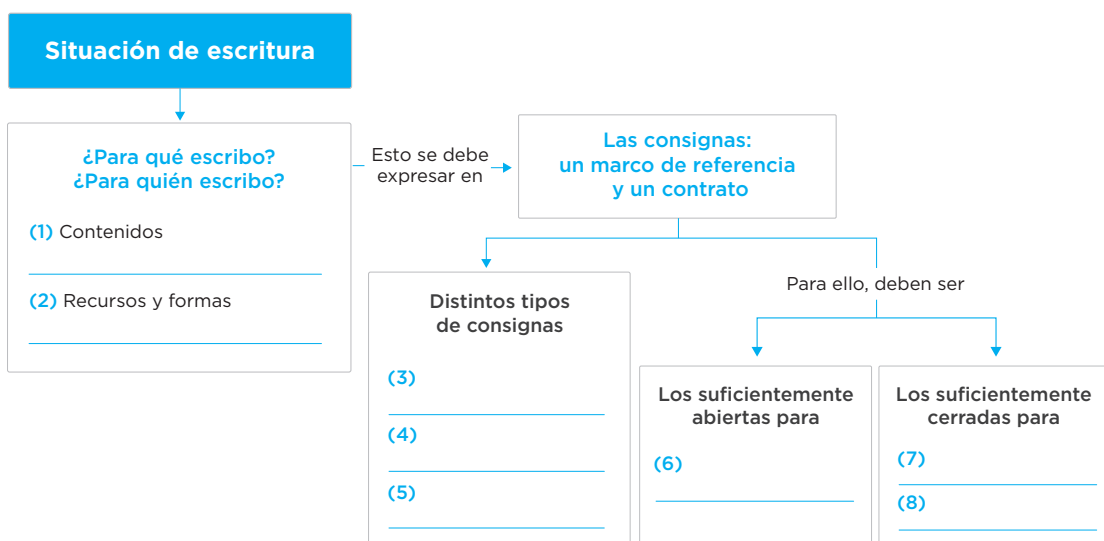 Situación de escritura
¿Para qué escribo?
¿Para quién escribo?
(1) Contenidos
(2) Recursos y formas
Esto se debe
expresar en
Las consignas:
un marco de referencia
y un contrato
Distintos tipos
de consignas
(3)
(4)
(5)
Para ello, deben ser
Los suficientemente
abiertas para
(6)
Los suficientemente
cerradas para
(7)
(8)